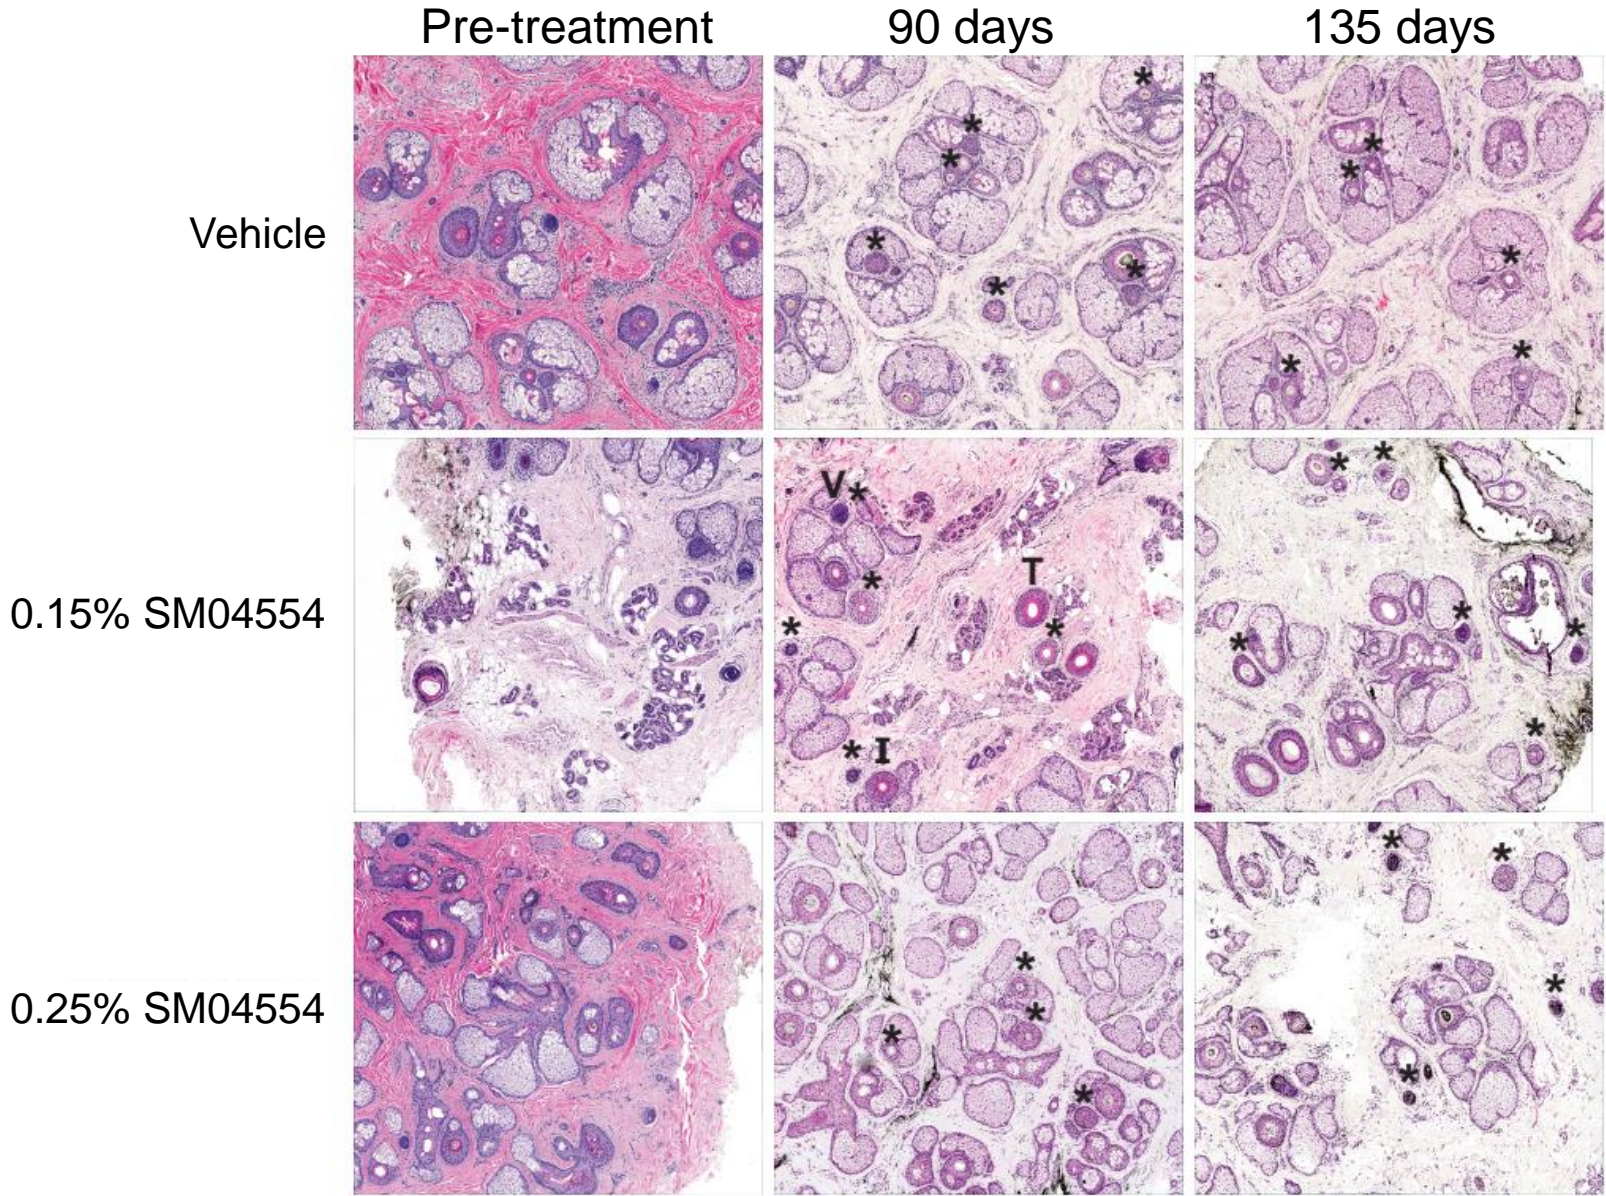 Pre-treatment 90 days 135 days
Vehicle
* * * * * *
* * * * *
0.15% SM04554
V * * * T * * I
* * * * * *
0.25% SM04554
* * * *
* * * *